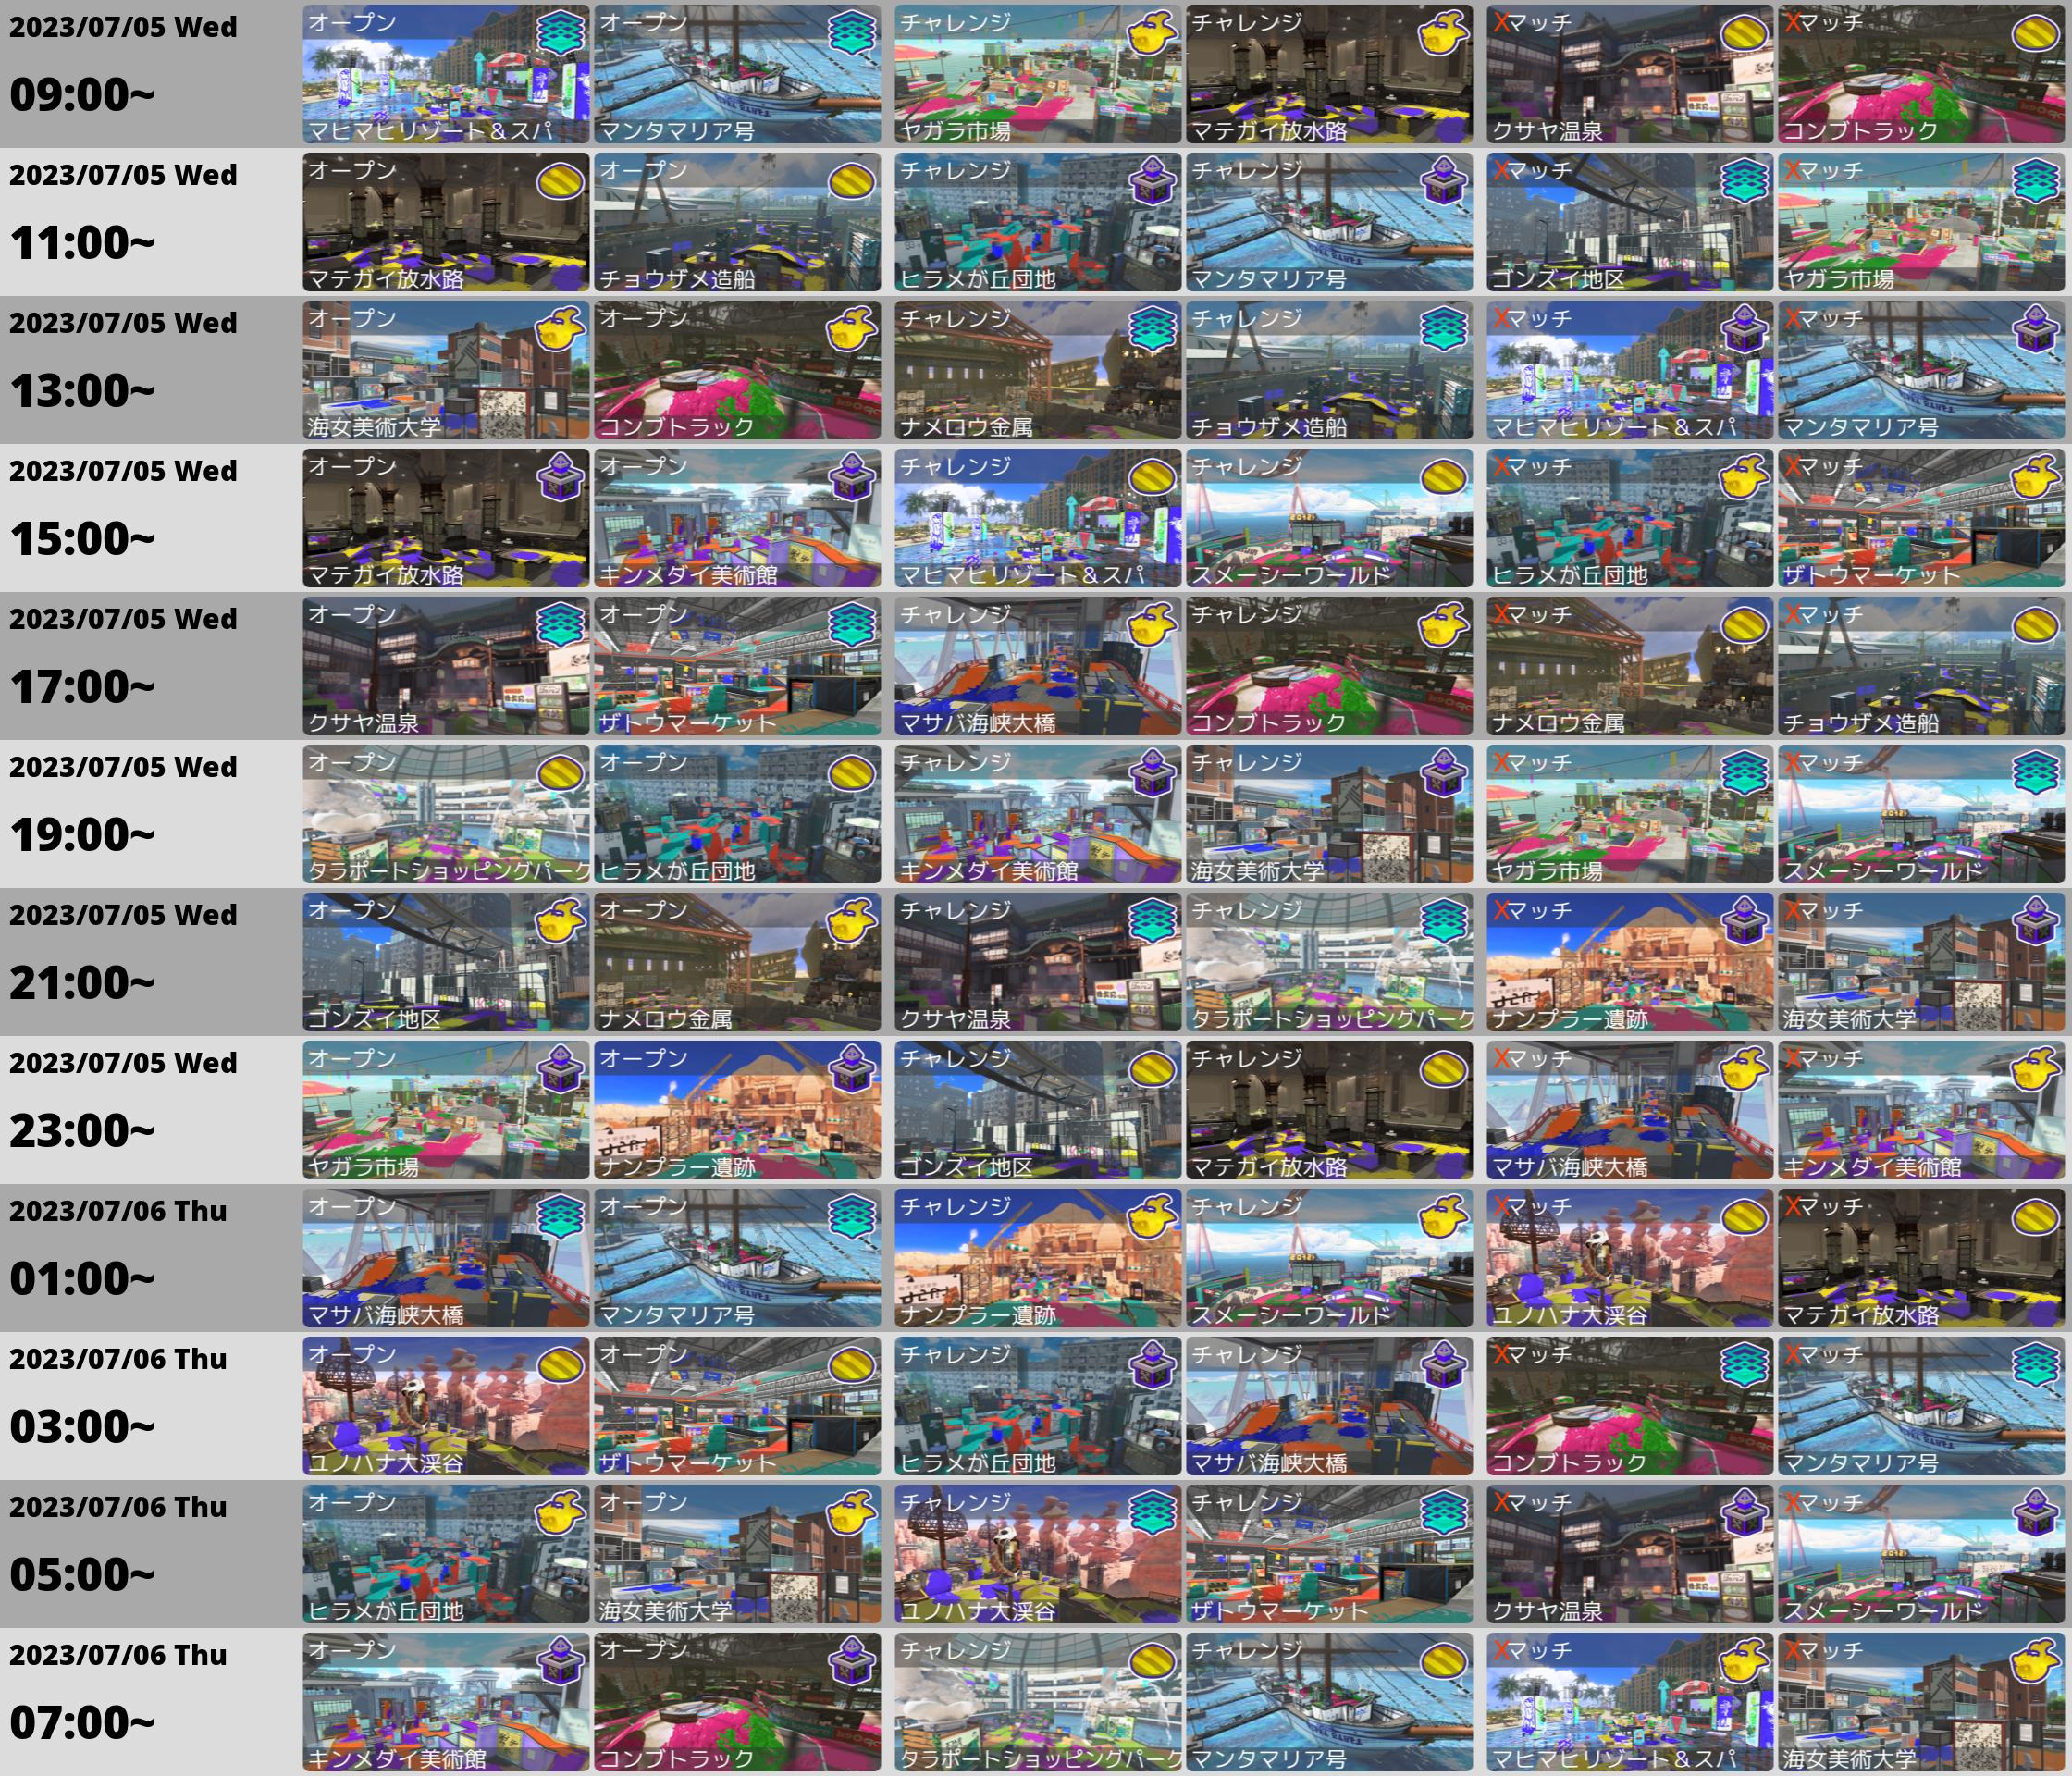 2023/07/05 Wed
09:00~
オープン オープン チャレンジ チャレンジ Xマッチ Xマッチ
マヒマヒリゾート＆スパ マンタマリア号 ヤガラ市場 マテガイ放水路 クサヤ温泉 コンブトラック
2023/07/05 Wed
11:00~
オープン オープン チャレンジ チャレンジ Xマッチ Xマッチ
マテガイ放水路 チョウザメ造船 ヒラメが丘団地 マンタマリア号 ゴンズイ地区 ヤガラ市場
2023/07/05 Wed
13:00~
オープン オープン チャレンジ チャレンジ Xマッチ Xマッチ
海女美術大学 コンブトラック ナメロウ金属 チョウザメ造船 マヒマヒリゾート＆スパ マンタマリア号
2023/07/05 Wed
15:00~
オープン オープン チャレンジ チャレンジ Xマッチ Xマッチ
マテガイ放水路 キンメダイ美術館 マヒマヒリゾート＆スパ スメーシーワールド ヒラメが丘団地 ザトウマーケット
2023/07/05 Wed
17:00~
オープン オープン チャレンジ チャレンジ Xマッチ Xマッチ
クサヤ温泉 ザトウマーケット マサバ海峡大橋 コンブトラック ナメロウ金属 チョウザメ造船
2023/07/05 Wed
19:00~
オープン オープン チャレンジ チャレンジ Xマッチ Xマッチ
タラポートショッピングパーク ヒラメが丘団地 キンメダイ美術館 海女美術大学 ヤガラ市場 スメーシーワールド
2023/07/05 Wed
21:00~
オープン オープン チャレンジ チャレンジ Xマッチ Xマッチ
ゴンズイ地区 ナメロウ金属 クサヤ温泉 タラポートショッピングパーク ナンプラー遺跡 海女美術大学
2023/07/05 Wed
23:00~
オープン オープン チャレンジ チャレンジ Xマッチ Xマッチ
ヤガラ市場 ナンプラー遺跡 ゴンズイ地区 マテガイ放水路 マサバ海峡大橋 キンメダイ美術館
2023/07/06 Thu
01:00~
オープン オープン チャレンジ チャレンジ Xマッチ Xマッチ
マサバ海峡大橋 マンタマリア号 ナンプラー遺跡 スメーシーワールド ユノハナ大渓谷 マテガイ放水路
2023/07/06 Thu
03:00~
オープン オープン チャレンジ チャレンジ Xマッチ Xマッチ
ユノハナ大渓谷 ザトウマーケット ヒラメが丘団地 マサバ海峡大橋 コンブトラック マンタマリア号
2023/07/06 Thu
05:00~
オープン オープン チャレンジ チャレンジ Xマッチ Xマッチ
ヒラメが丘団地 海女美術大学 ユノハナ大渓谷 ザトウマーケット クサヤ温泉 スメーシーワールド
2023/07/06 Thu
07:00~
オープン オープン チャレンジ チャレンジ Xマッチ Xマッチ
キンメダイ美術館 コンブトラック タラポートショッピングパーク マンタマリア号 マヒマヒリゾート＆スパ 海女美術大学